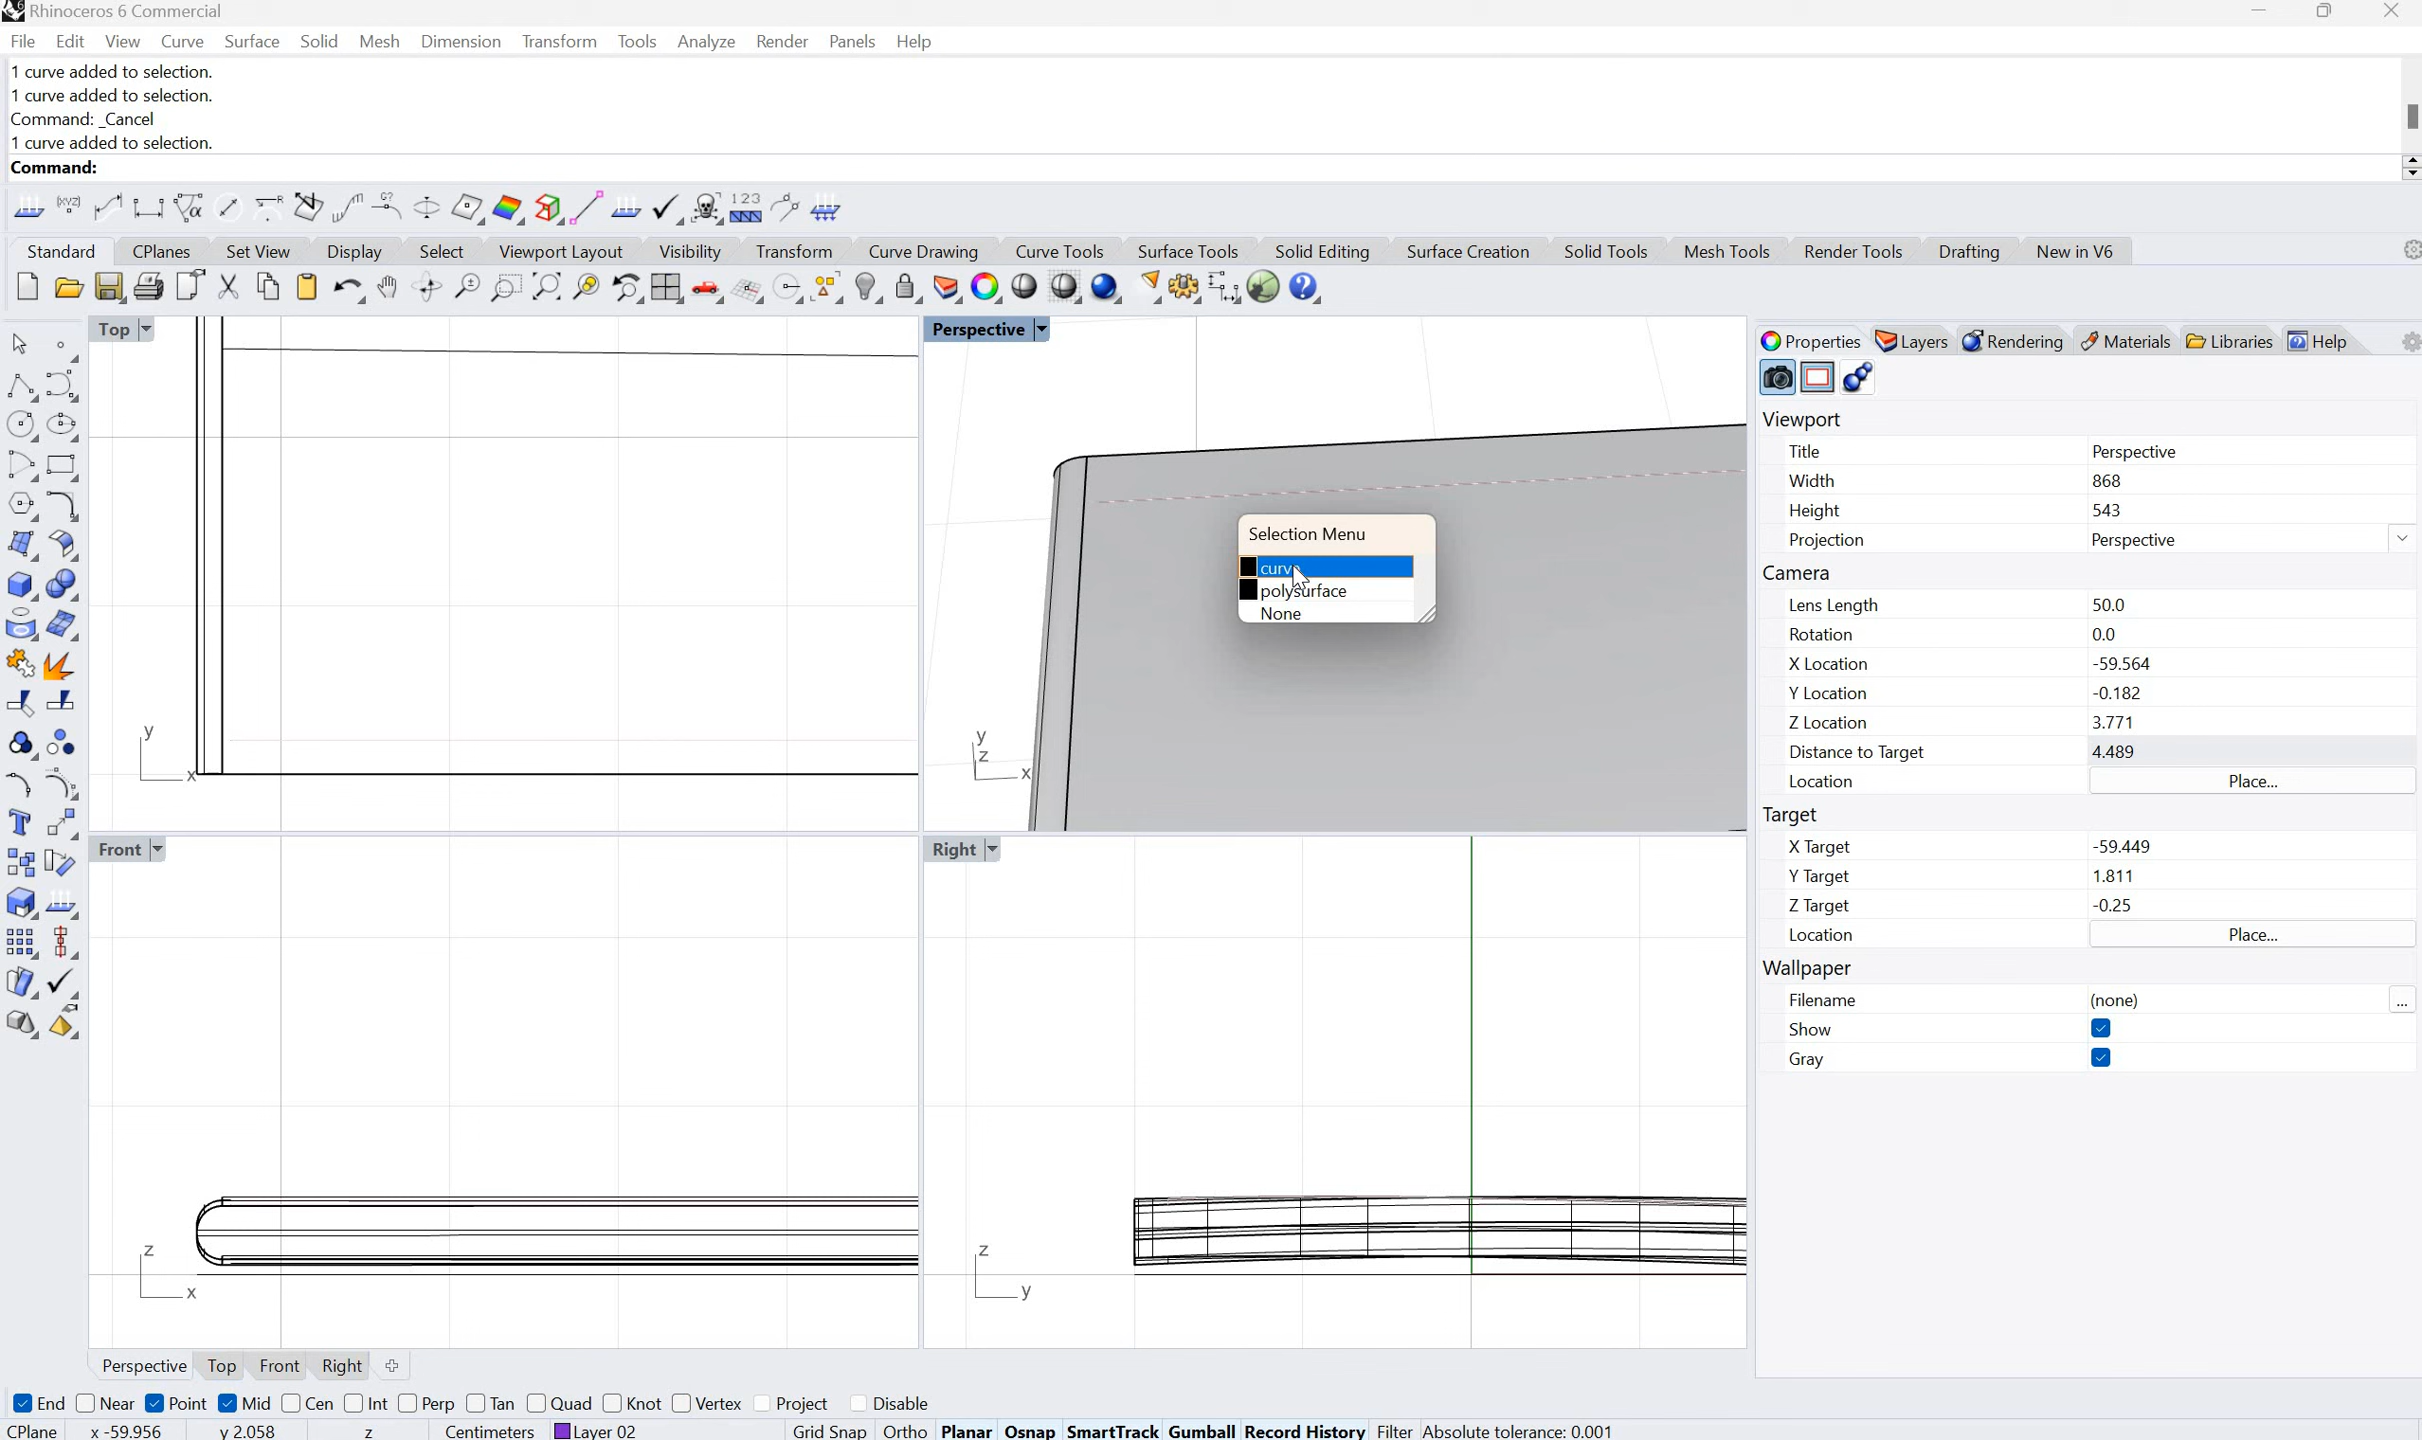 Rhinoceros 6 Commercial
File Edit View Curve Surface Solid Mesh Dimension Transform Tools Analyze Render Panels Help
1 curve added to selection.
1 curve added to selection.
Command: _Cancel
1 curve added to selection.
Command:
Standard CPlanes Set View Display Select Viewport Layout Visibility Transform Curve Drawing Curve Tools Surface Tools Solid Editing Surface Creation Solid Tools Mesh Tools Render Tools Drafting New in V6
Top
y
x
Perspective
Selection Menu
curve
polysurface
None
y
z
x
Front
z
x
Right
z
y
Properties Layers Rendering Materials Libraries Help
Viewport
Title Perspective
Width 868
Height 543
Projection Perspective
Camera
Lens Length 50.0
Rotation 0.0
X Location -59.564
Y Location -0.182
Z Location 3.771
Distance to Target 4.489
Location Place...
Target
X Target -59.449
Y Target 1.811
Z Target -0.25
Location Place...
Wallpaper
Filename (none) ...
Show
Gray
Perspective Top Front Right
End Near Point Mid Cen Int Perp Tan Quad Knot Vertex Project Disable
CPlane x -59.956 y 2.058 z Centimeters Layer 02 Grid Snap Ortho Planar Osnap SmartTrack Gumball Record History Filter Absolute tolerance: 0.001